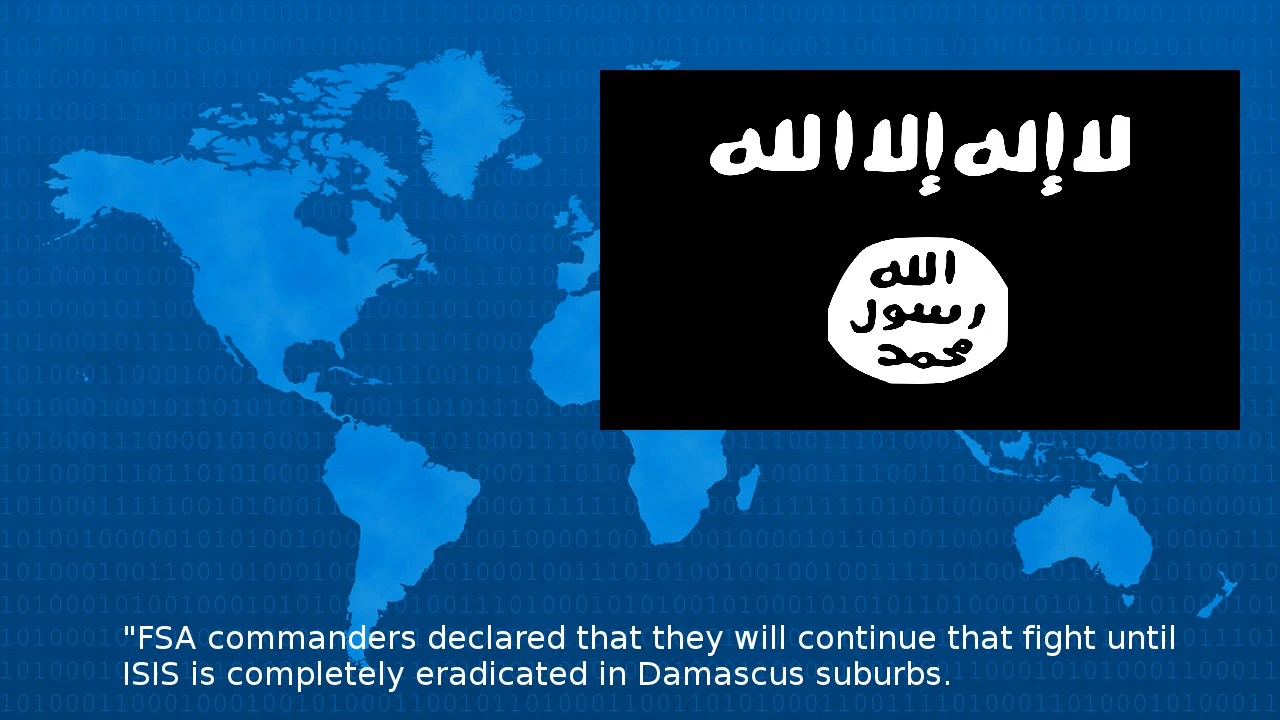 لا إله إلا الله
الله
رسول
محمد
"FSA commanders declared that they will continue that fight until
ISIS is completely eradicated in Damascus suburbs.